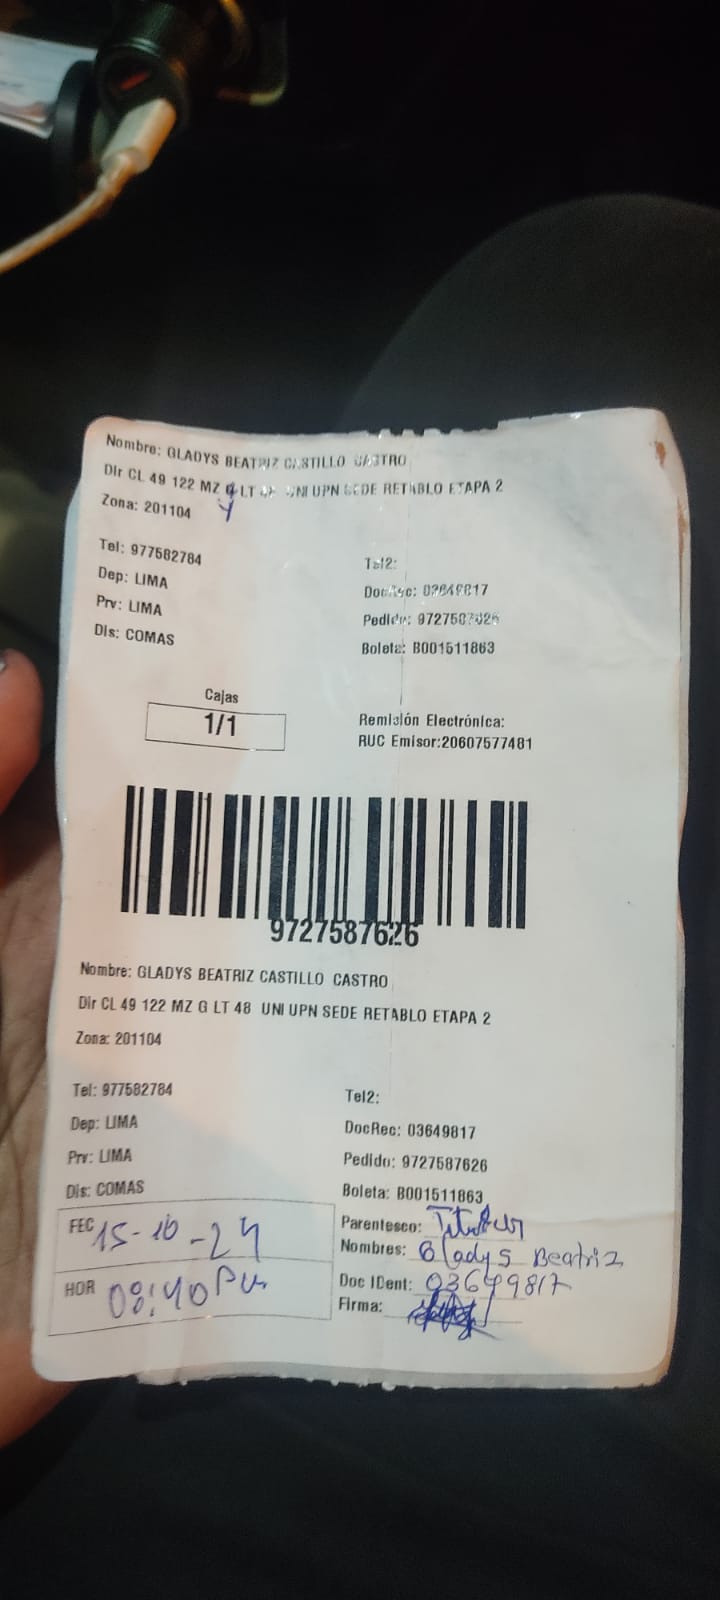 Nombre: GLADYS BEATRIZ CASTILLO CASTRO
Dir CL 49 122 MZ G LT 48 UNI UPN SEDE RETABLO ETAPA 2
Zona: 201104
Tel: 977582784
Tel2:
Dep: LIMA
DocRec: 03649817
Prv: LIMA
Pedido: 9727587626
Dis: COMAS
Boleta: B001511863
Cajas
1/1
Remisión Electrónica:
RUC Emisor:20607577481
9727587626
Nombre: GLADYS BEATRIZ CASTILLO CASTRO
Dir CL 49 122 MZ G LT 48 UNI UPN SEDE RETABLO ETAPA 2
Zona: 201104
Tel: 977582784
Tel2:
Dep: LIMA
DocRec: 03649817
Prv: LIMA
Pedido: 9727587626
Dis: COMAS
Boleta: B001511863
FEC 15-10-24
Parentesco: Titular
Nombres: Gladys Beatriz
HOR 08:40 Pm
Doc IDent: 03649817
Firma: